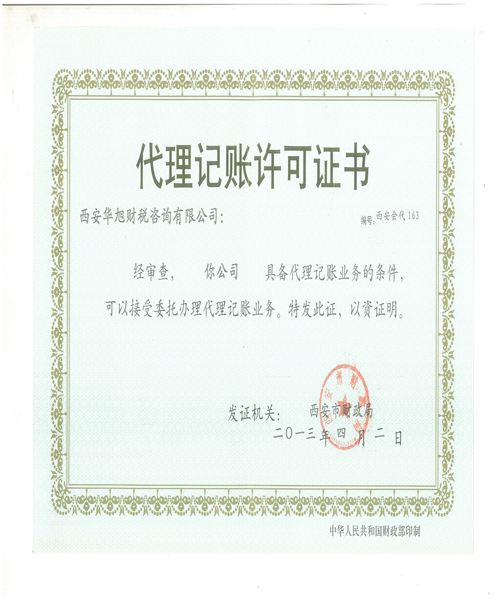 代理记账许可证书
西安华旭财税咨询有限公司：
编号：西安会代163
经审查， 你公司 具备代理记账业务的条件，
可以接受委托办理代理记账业务。特发此证，以资证明。
发证机关： 西安市财政局
二〇一三年 四 月 二 日
中华人民共和国财政部印制